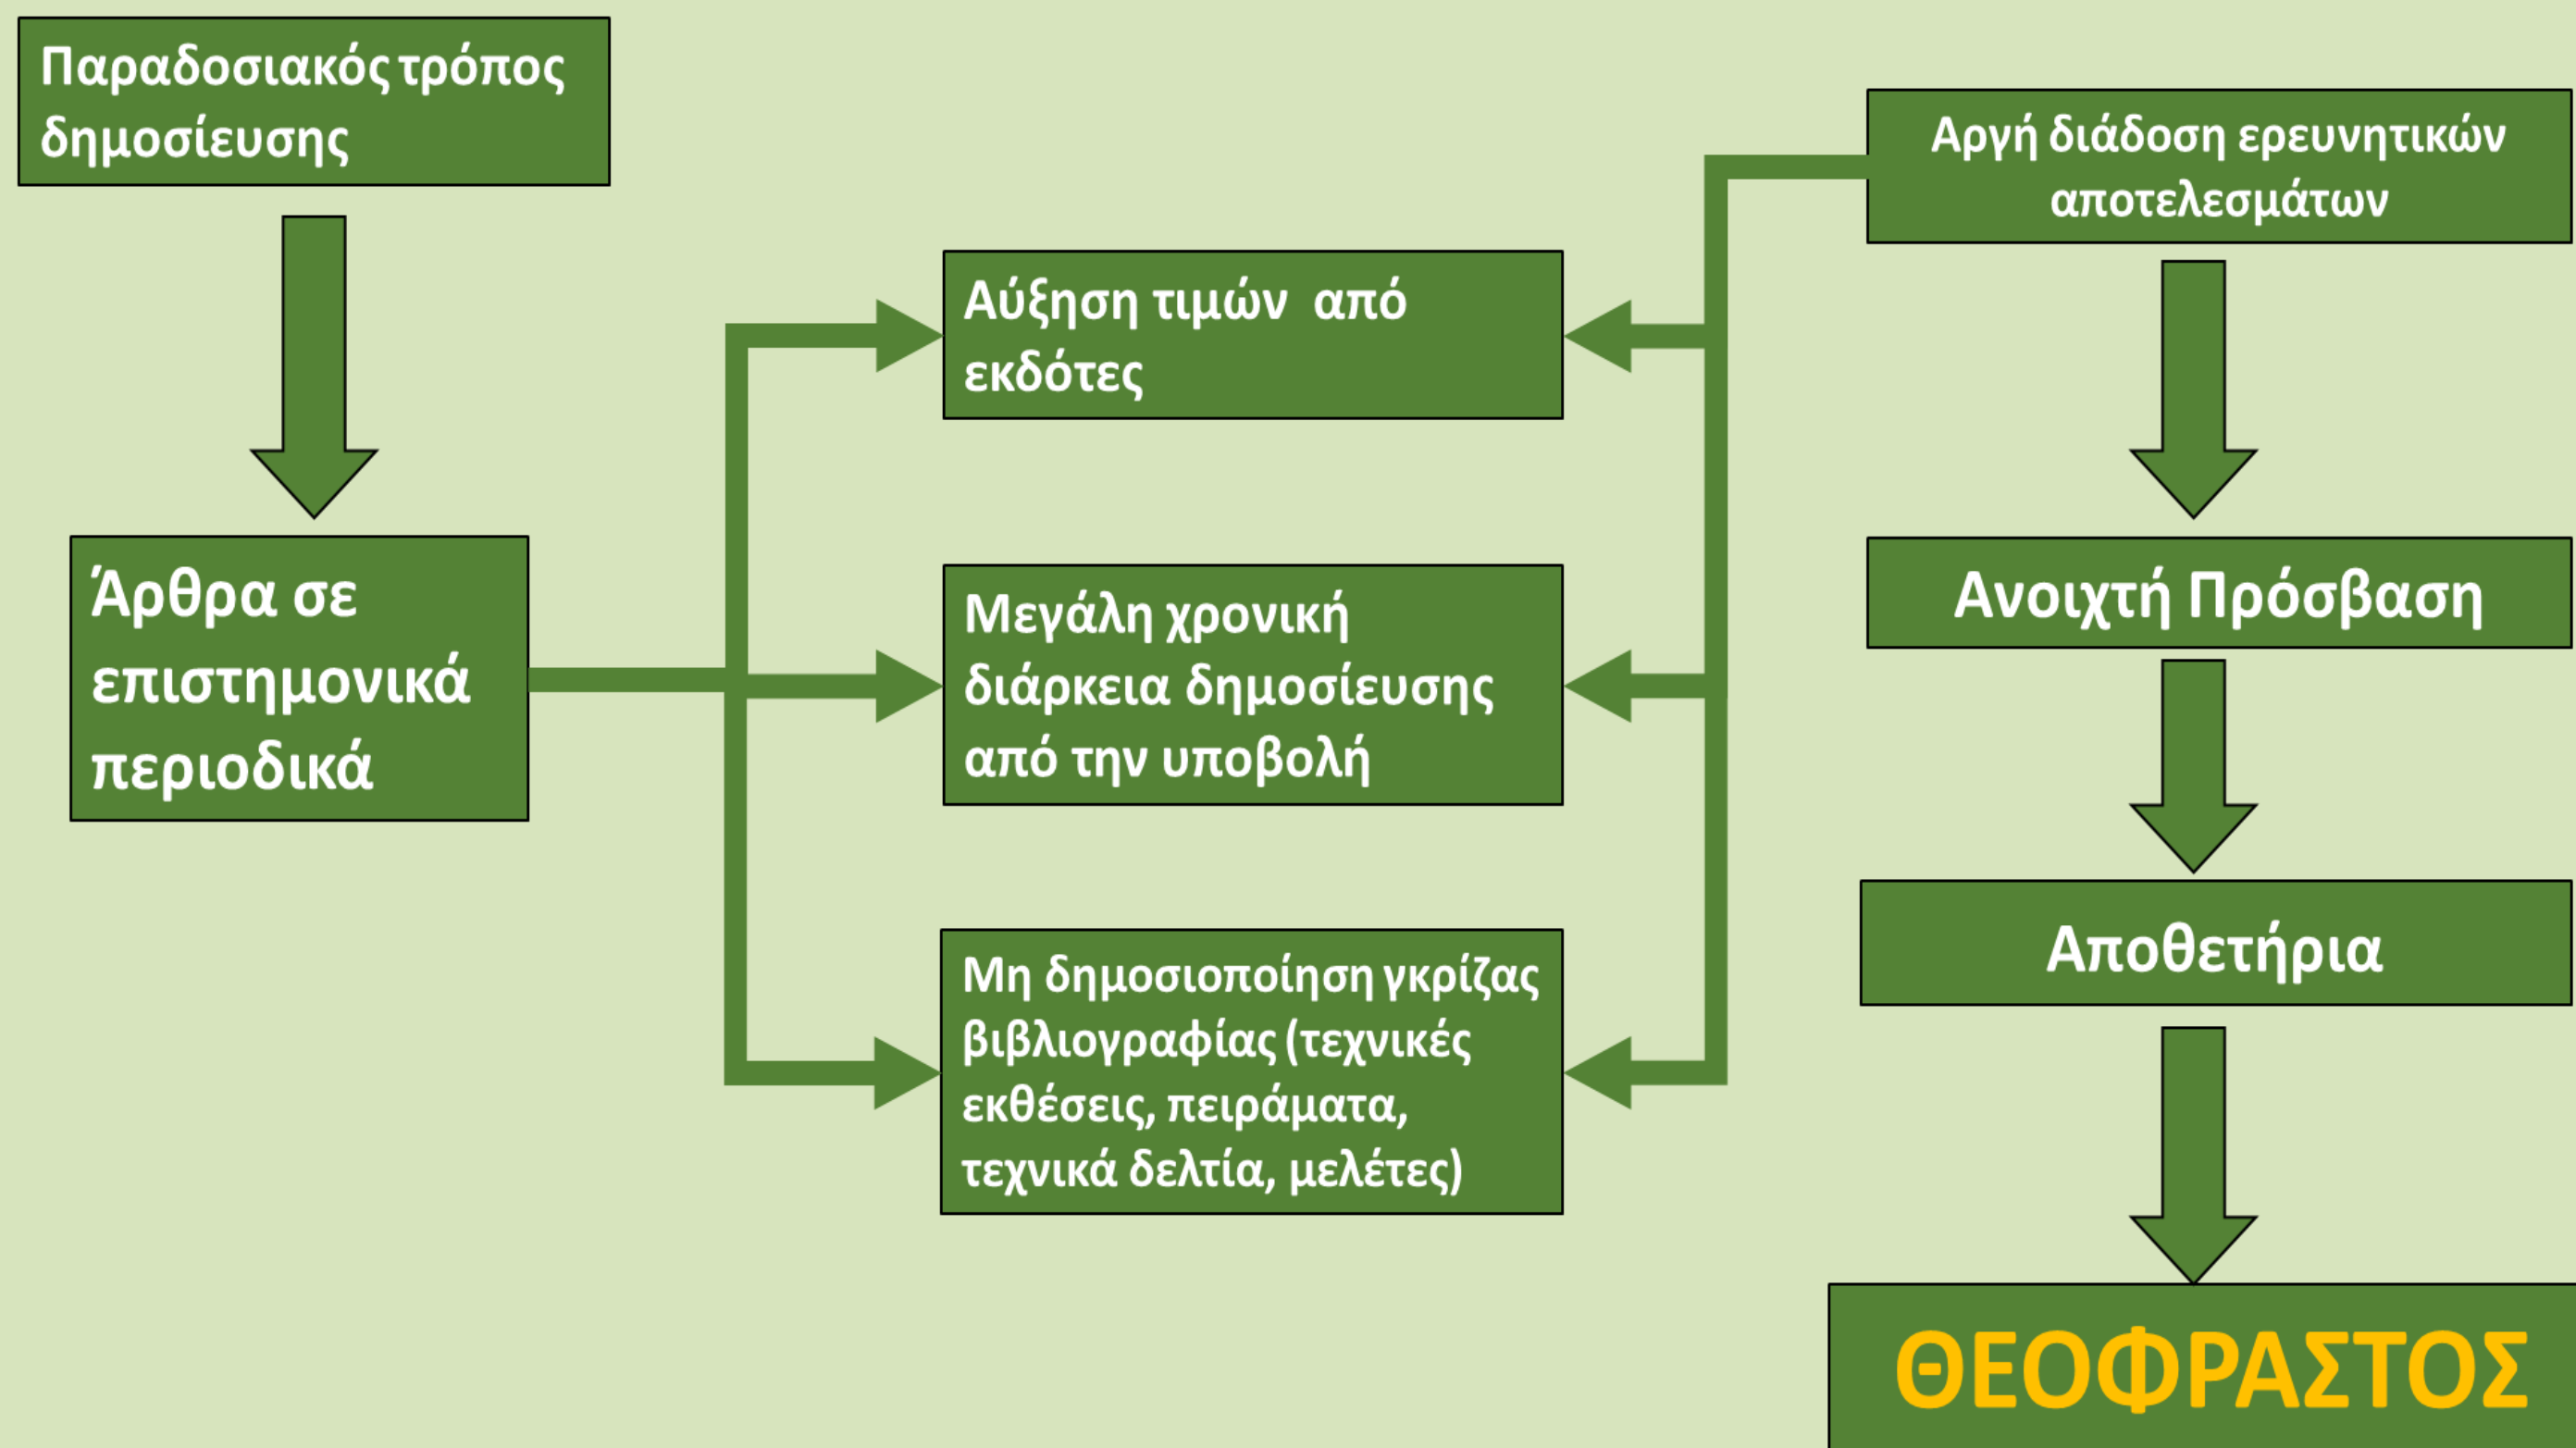 Παραδοσιακός τρόπος
δημοσίευσης
Άρθρα σε
επιστημονικά
περιοδικά
Αύξηση τιμών από
εκδότες
Μεγάλη χρονική
διάρκεια δημοσίευσης
από την υποβολή
Μη δημοσιοποίηση γκρίζας
βιβλιογραφίας (τεχνικές
εκθέσεις, πειράματα,
τεχνικά δελτία, μελέτες)
Αργή διάδοση ερευνητικών
αποτελεσμάτων
Ανοιχτή Πρόσβαση
Αποθετήρια
ΘΕΟΦΡΑΣΤΟΣ